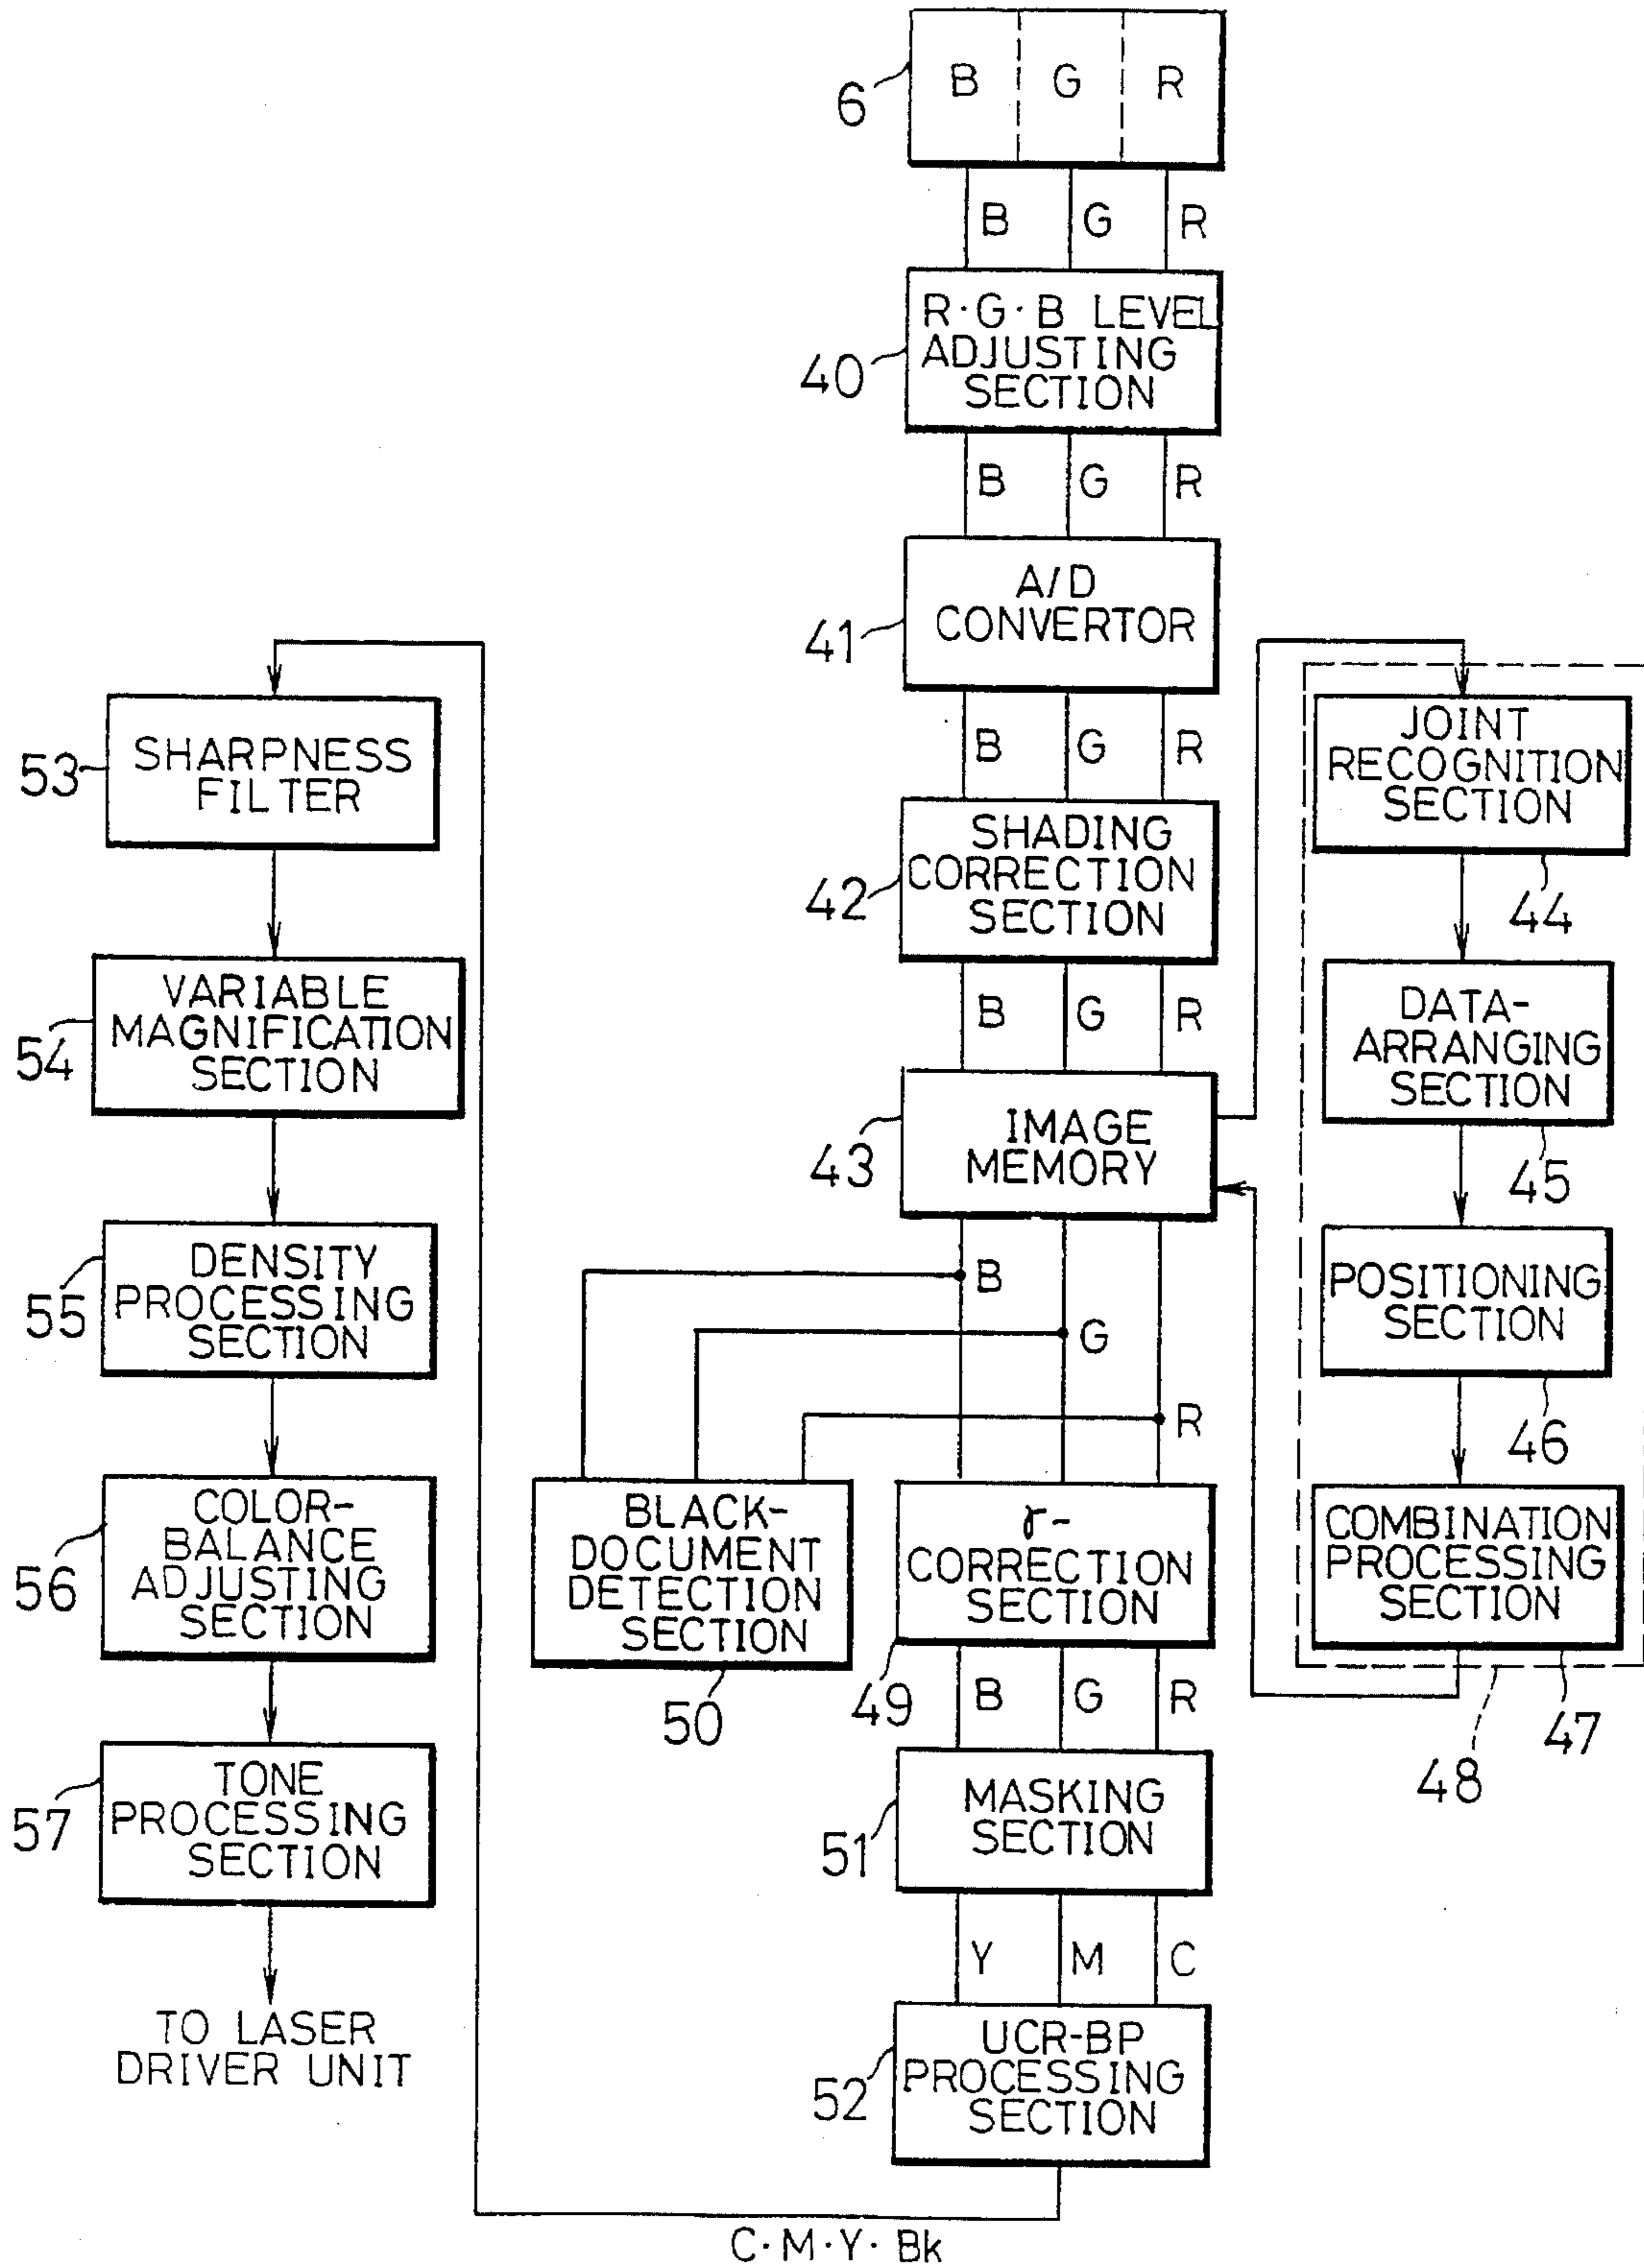 B G R
6
B G R
R·G·B LEVEL
ADJUSTING
SECTION
40
B G R
A/D
CONVERTOR
41
B G R
SHADING
CORRECTION
SECTION
42
B G R
IMAGE
MEMORY
43
JOINT
RECOGNITION
SECTION
44
DATA-
ARRANGING
SECTION
45
POSITIONING
SECTION
46
COMBINATION
PROCESSING
SECTION
47
48
B
G
R
BLACK-
DOCUMENT
DETECTION
SECTION
50
γ-
CORRECTION
SECTION
49
B G R
MASKING
SECTION
51
Y M C
UCR-BP
PROCESSING
SECTION
52
C·M·Y·Bk
SHARPNESS
FILTER
53
VARIABLE
MAGNIFICATION
SECTION
54
DENSITY
PROCESSING
SECTION
55
COLOR-
BALANCE
ADJUSTING
SECTION
56
TONE
PROCESSING
SECTION
57
TO LASER
DRIVER UNIT